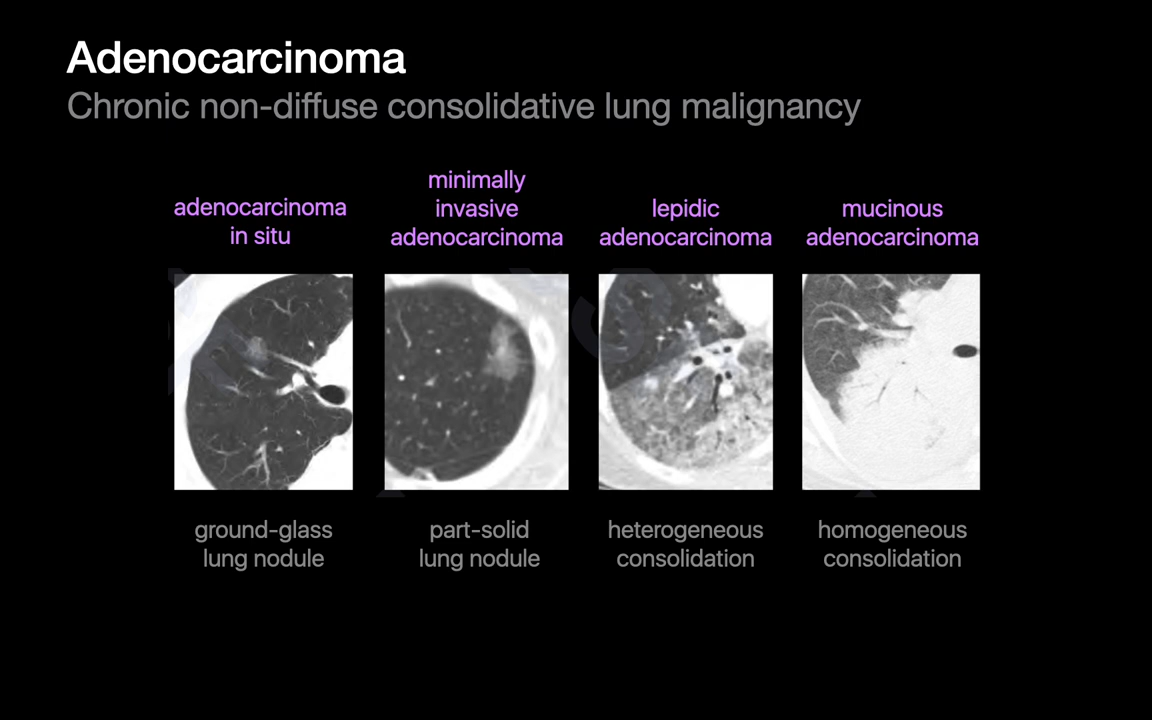 Adenocarcinoma
Chronic non-diffuse consolidative lung malignancy
adenocarcinoma
in situ
minimally
invasive
adenocarcinoma
lepidic
adenocarcinoma
mucinous
adenocarcinoma
ground-glass
lung nodule
part-solid
lung nodule
heterogeneous
consolidation
homogeneous
consolidation